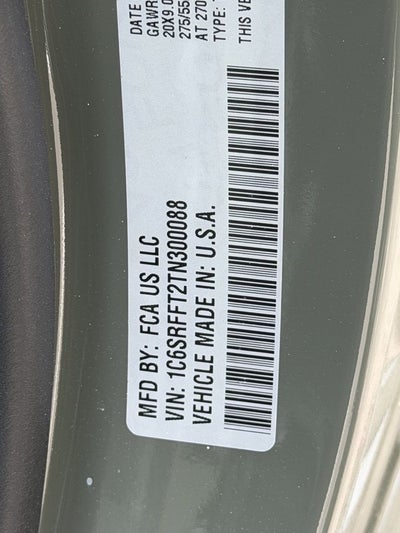 MFD BY: FCA US LLC
DATE
GAWR
20X9.0
275/55
AT 270
VIN: 1C6SRFFT2TN300088
TYPE:
VEHICLE MADE IN: U.S.A.
THIS VE